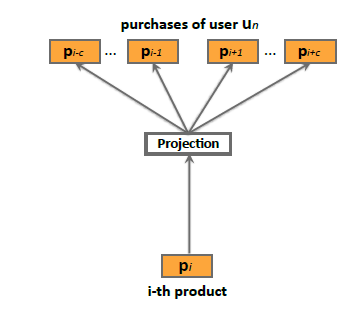 purchases of user un
pi-c ... pi-1 pi+1 ... pi+c
Projection
pi
i-th product